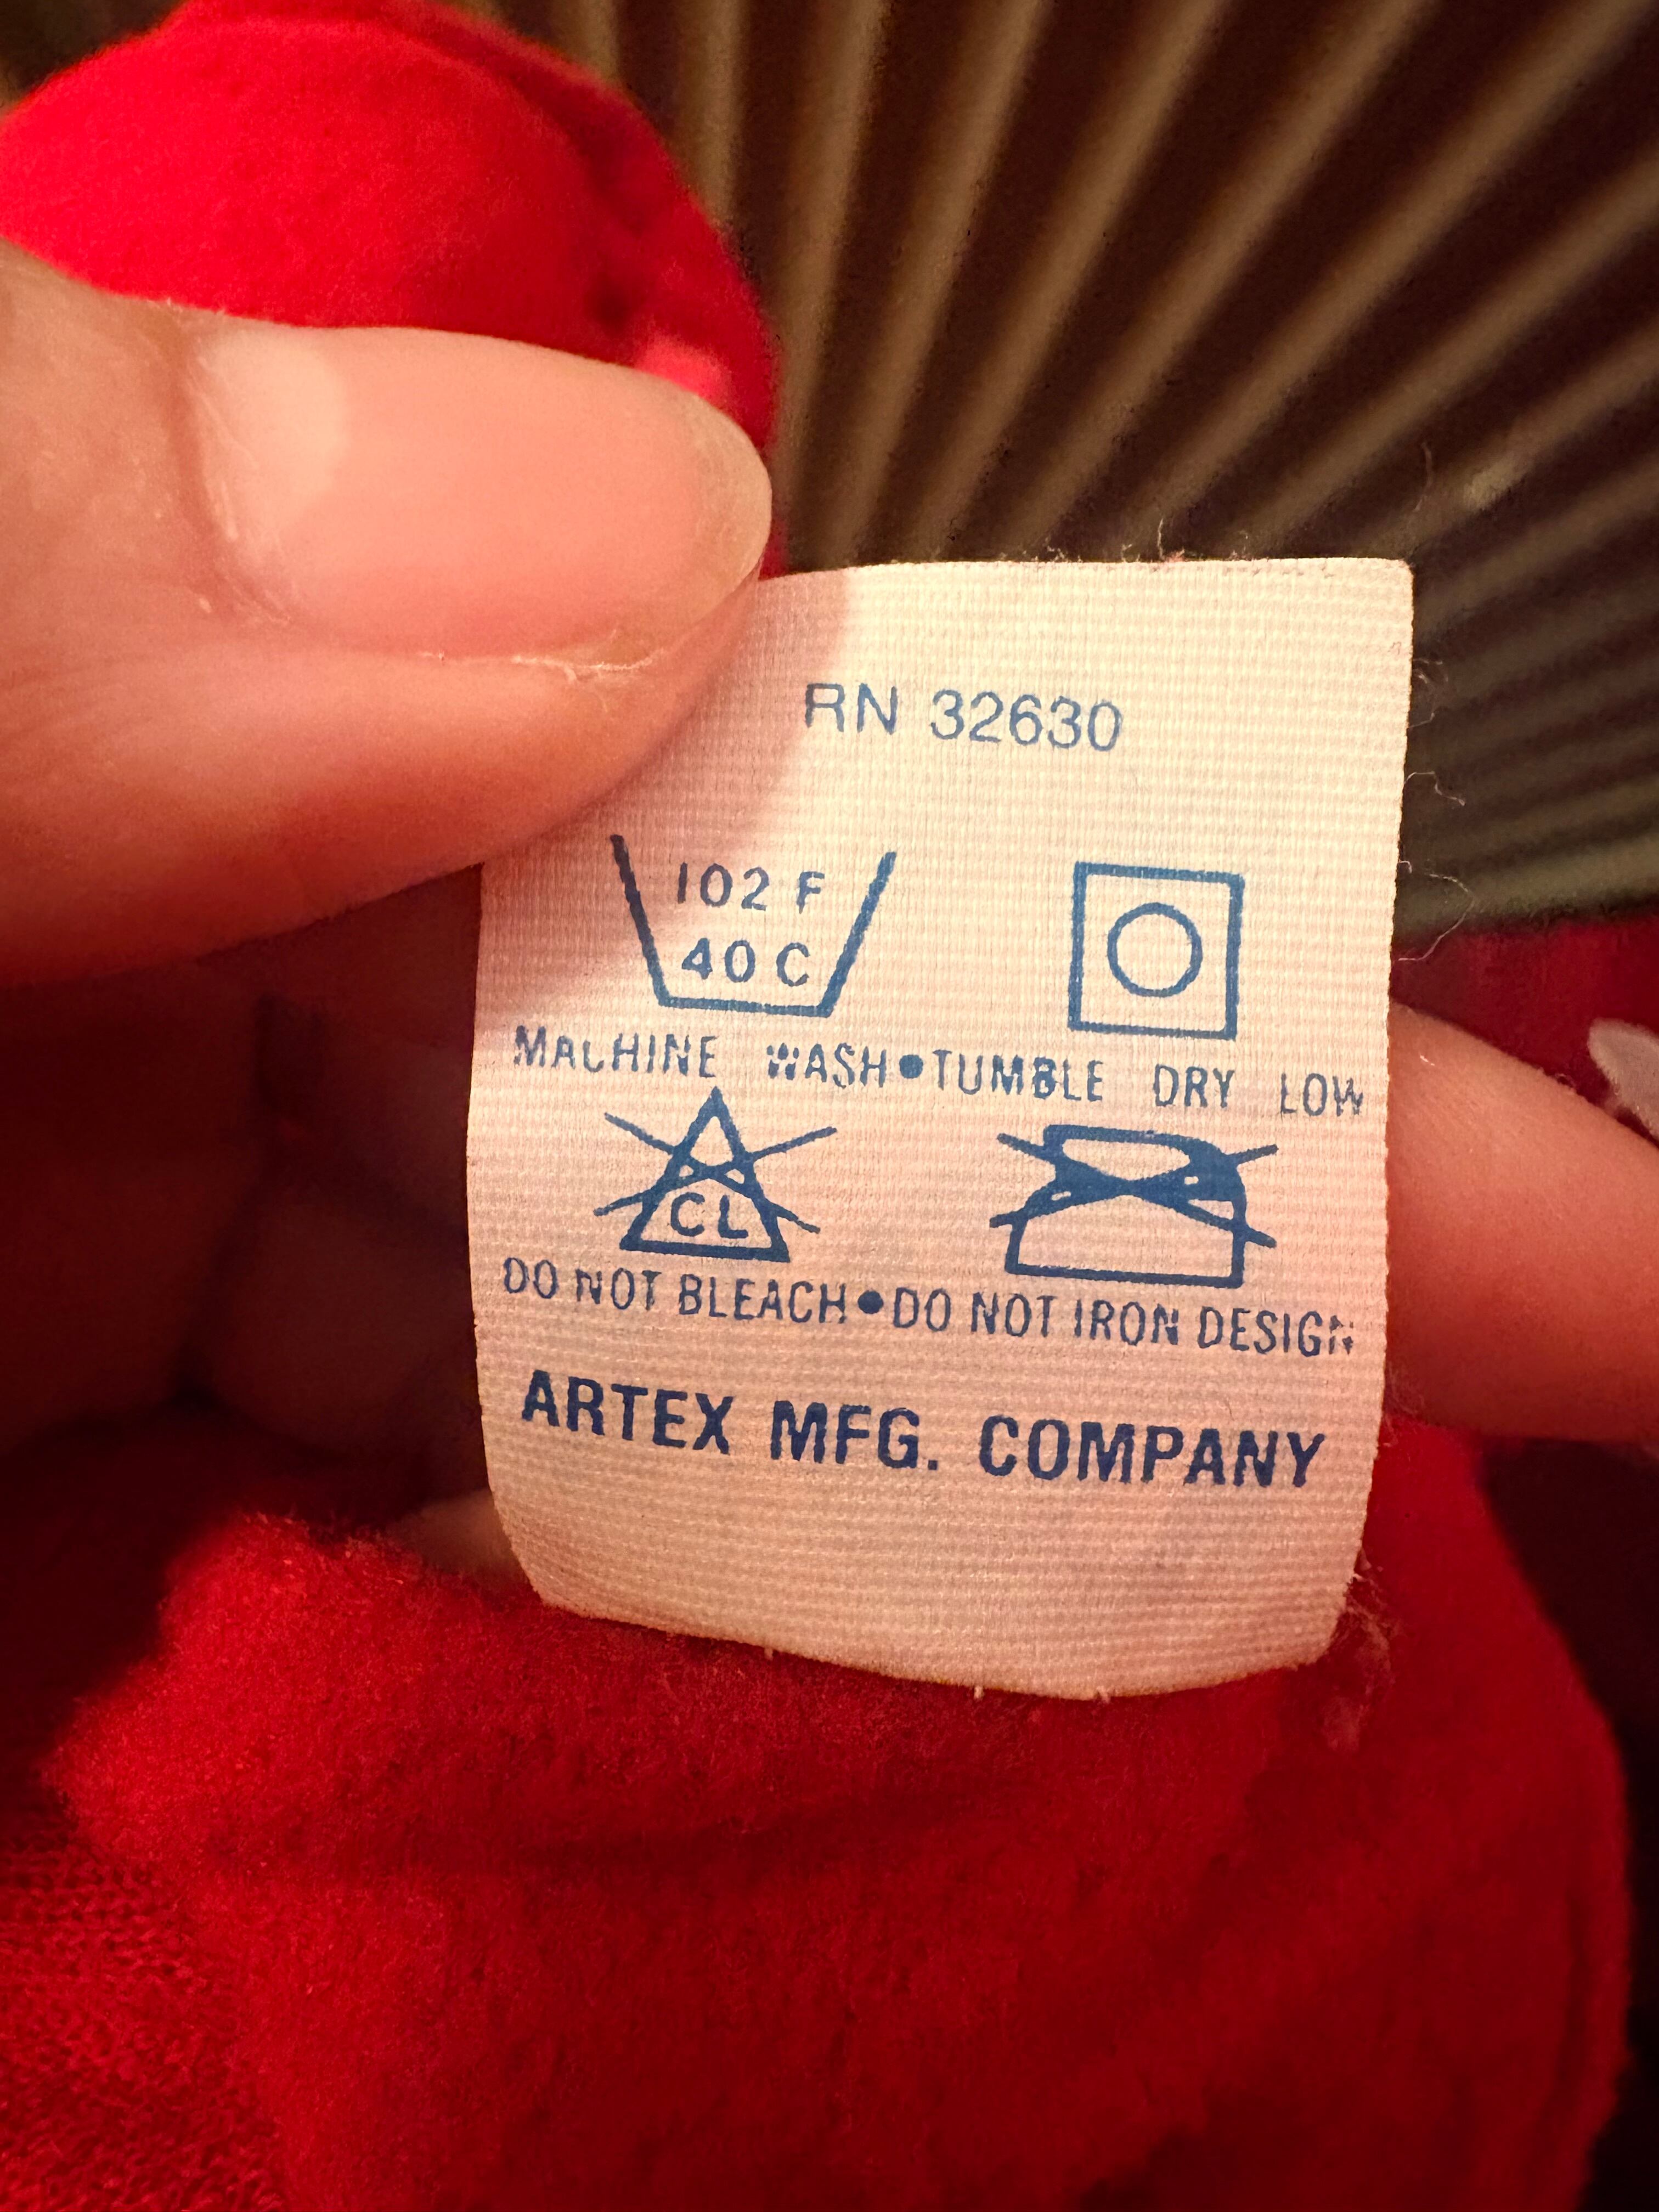 RN 32630
102 F
40 C
MACHINE WASH•TUMBLE DRY LOW
CL
DO NOT BLEACH•DO NOT IRON DESIGN
ARTEX MFG. COMPANY